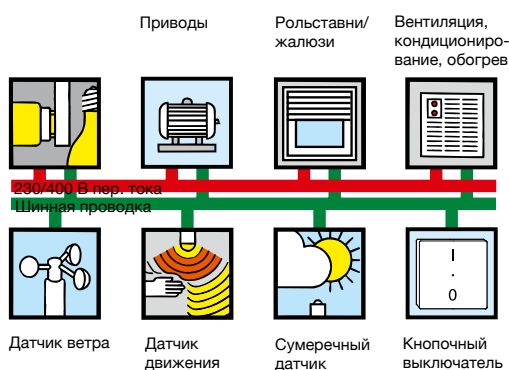 Приводы
Рольставни/
жалюзи
Вентиляция,
кондициониро-
вание, обогрев
230/400 В пер. тока
Шинная проводка
I
0
Датчик ветра
Датчик
движения
Сумеречный
датчик
Кнопочный
выключатель